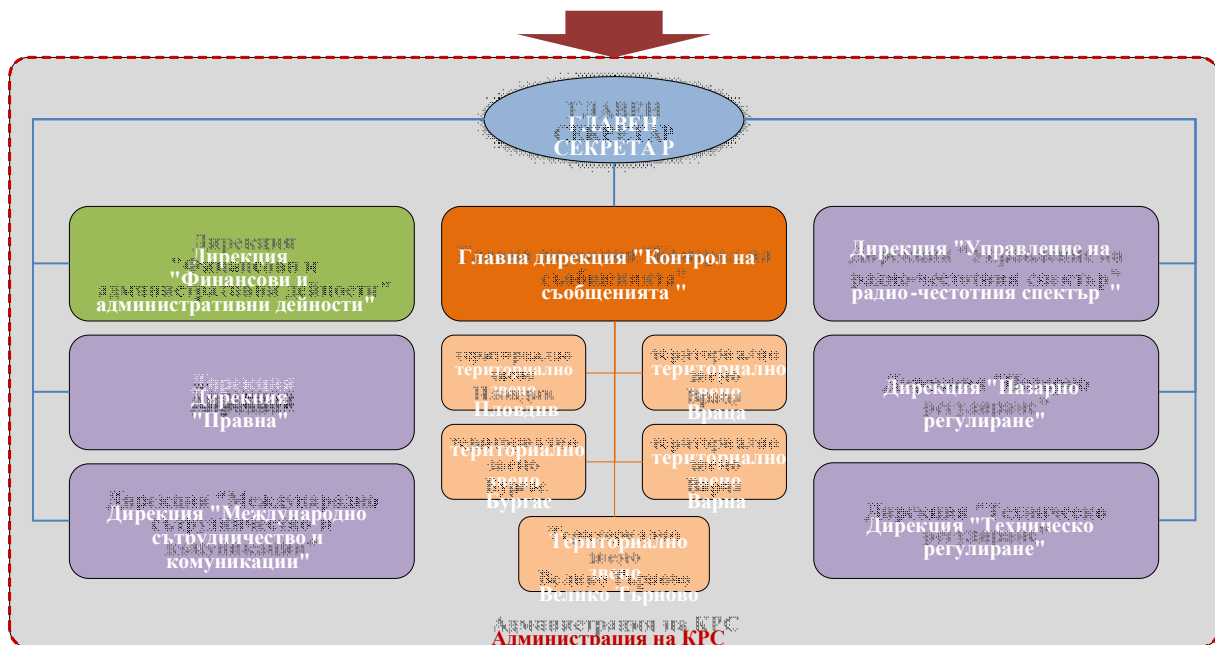 ГЛАВЕН
СЕКРЕТА Р
Дирекция
"Финансови и
административни дейности"
Главна дирекция "Контрол на
съобщенията "
Дирекция "Управление на
радио-честотния спектър"
Дирекция
"Правна"
териториално
звено
Пловдив
териториално
звено
Враца
Дирекция "Пазарно
регулиране"
териториално
звено
Бургас
териториално
звено
Варна
Дирекция "Международно
сътрудничество и
комуникации"
Териториално
звено
Велико Търново
Дирекция "Техническо
регулиране"
Администрация на КРС